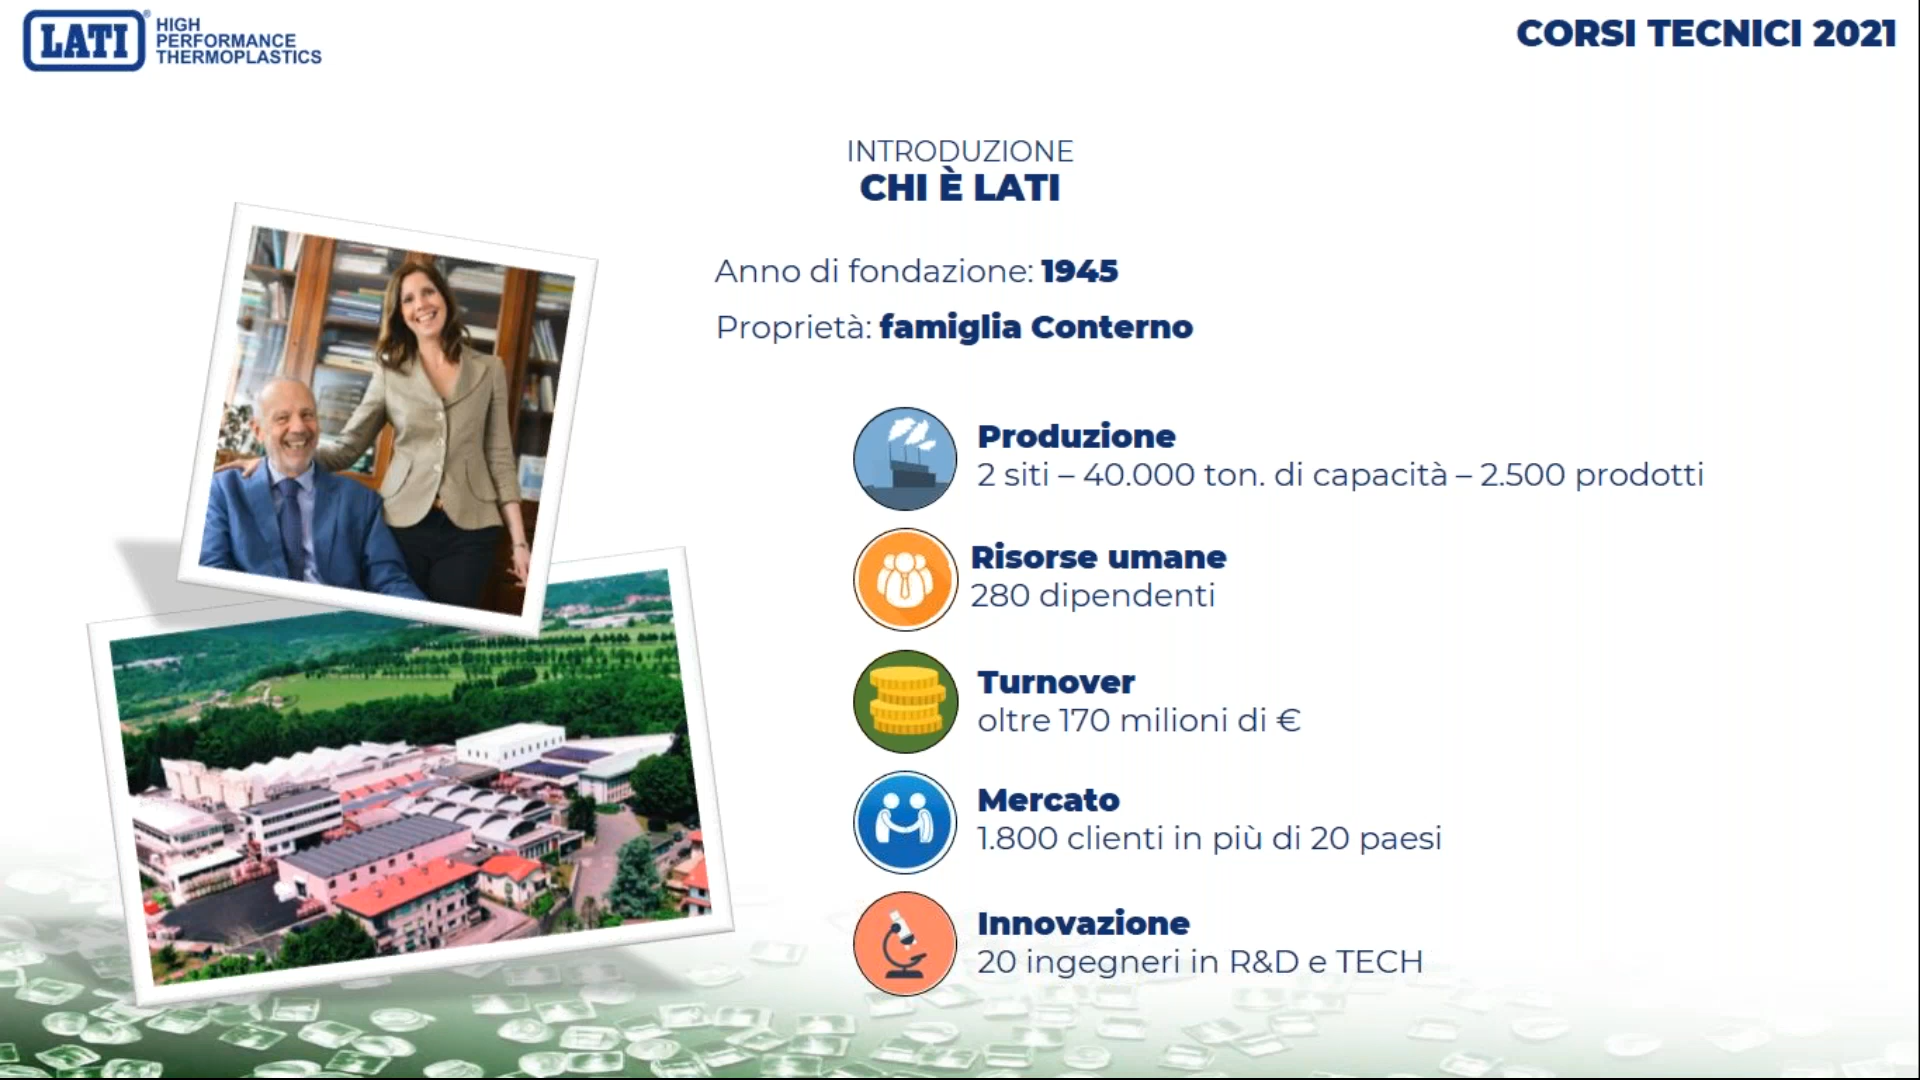 LATI®
HIGH
PERFORMANCE
THERMOPLASTICS
CORSI TECNICI 2021
INTRODUZIONE
CHI È LATI
Anno di fondazione: 1945
Proprietà: famiglia Conterno
Produzione
2 siti – 40.000 ton. di capacità – 2.500 prodotti
Risorse umane
280 dipendenti
Turnover
oltre 170 milioni di €
Mercato
1.800 clienti in più di 20 paesi
Innovazione
20 ingegneri in R&D e TECH